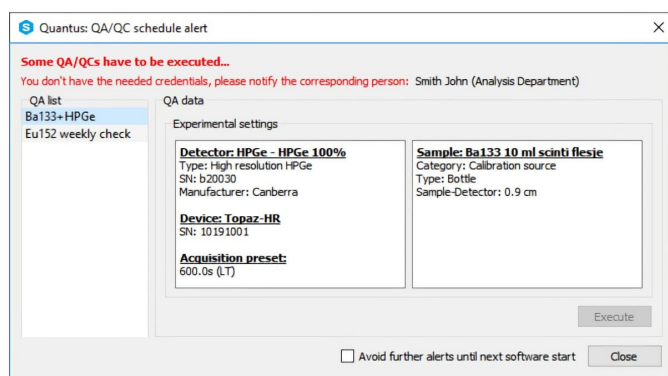 Quantus: QA/QC schedule alert
Some QA/QCs have to be executed...
You don't have the needed credentials, please notify the corresponding person: Smith John (Analysis Department)
QA list
Ba133+HPGe
Eu152 weekly check
QA data
Experimental settings
Detector: HPGe - HPGe 100%
Type: High resolution HPGe
SN: b20030
Manufacturer: Canberra
Device: Topaz-HR
SN: 10191001
Acquisition preset:
600.0s (LT)
Sample: Ba133 10 ml scinti flesje
Category: Calibration source
Type: Bottle
Sample-Detector: 0.9 cm
Execute
Avoid further alerts until next software start
Close